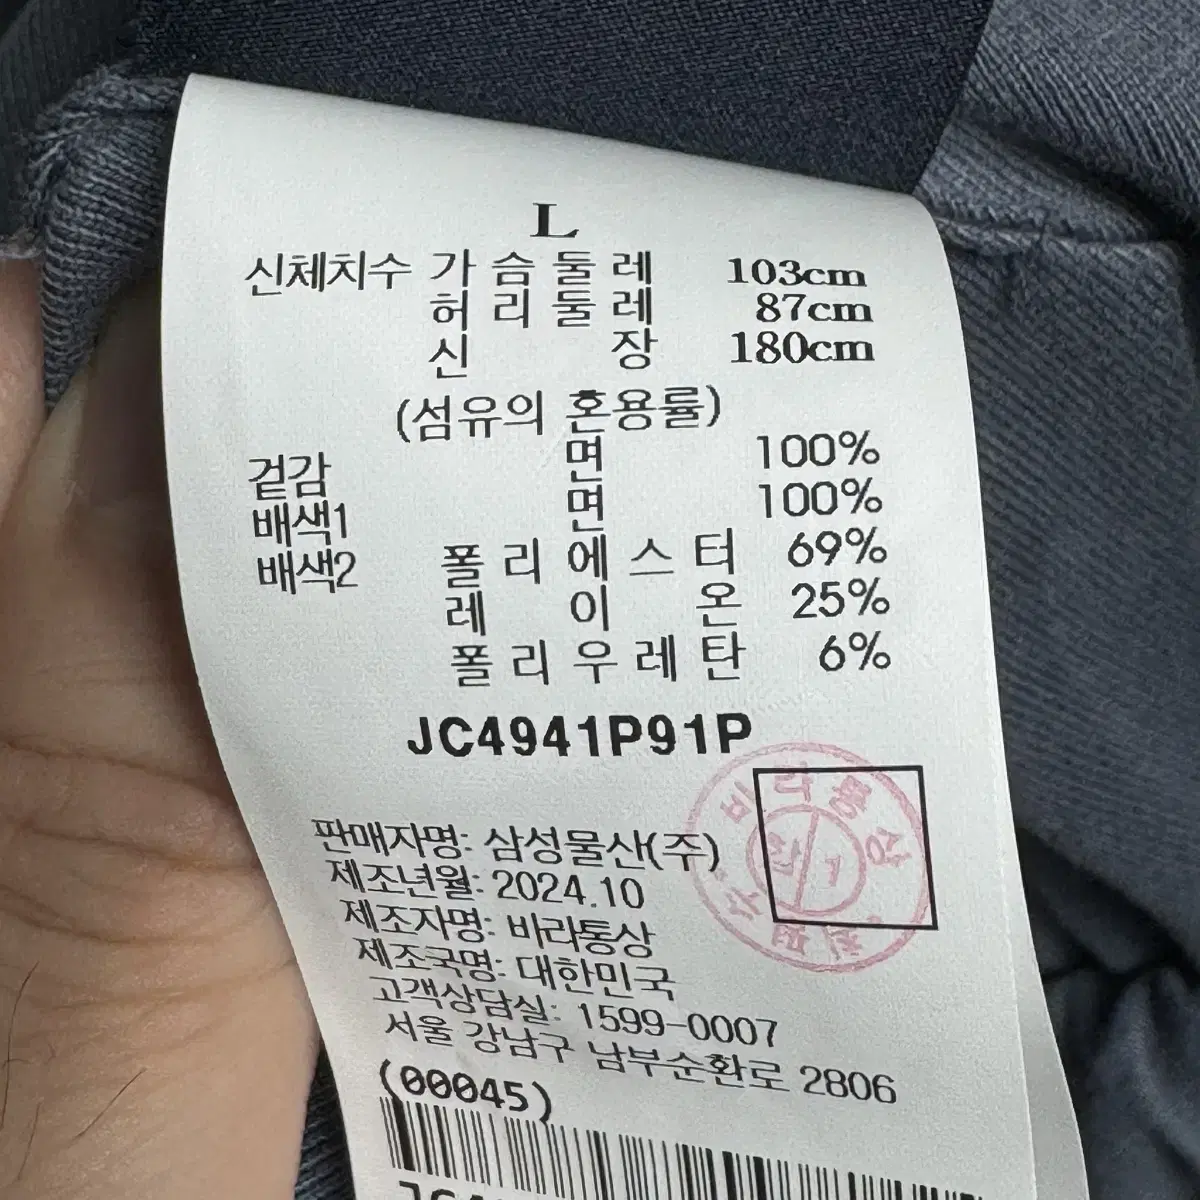 L
신체치수 가슴둘레 103cm
허리둘레 87cm
신장 180cm
(섬유의 혼용률)
겉감 면 100%
배색1 면 100%
배색2 폴리에스터 69%
레이온 25%
폴리우레탄 6%
JC4941P91P
판매자명: 삼성물산(주)
제조년월: 2024.10
제조자명: 비라통상
제조국명: 대한민국
고객상담실: 1599-0007
서울 강남구 남부순환로 2806
(00045)